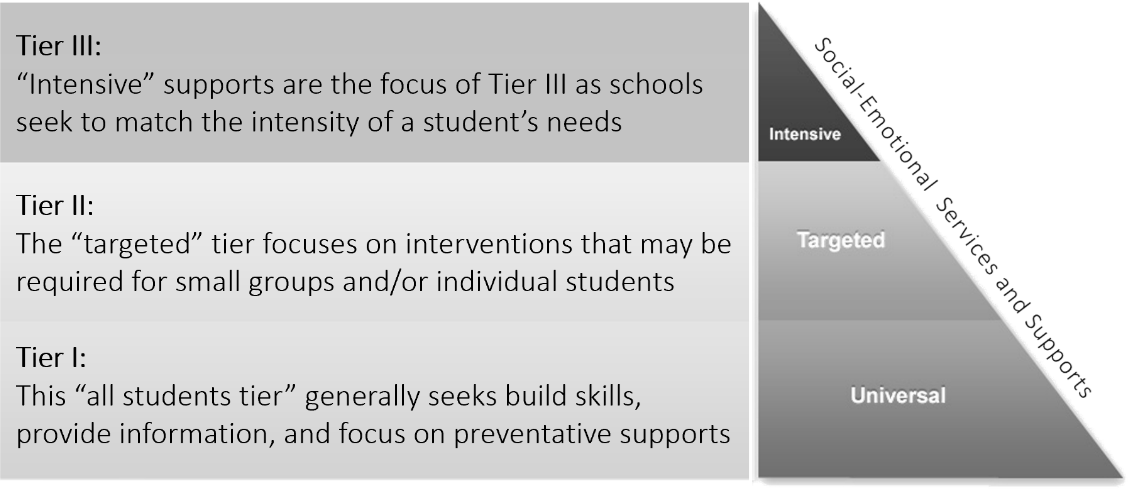 Tier III:
“Intensive” supports are the focus of Tier III as schools
seek to match the intensity of a student’s needs
Tier II:
The “targeted” tier focuses on interventions that may be
required for small groups and/or individual students
Tier I:
This “all students tier” generally seeks build skills,
provide information, and focus on preventative supports
Intensive
Targeted
Universal
Social-Emotional Services and Supports